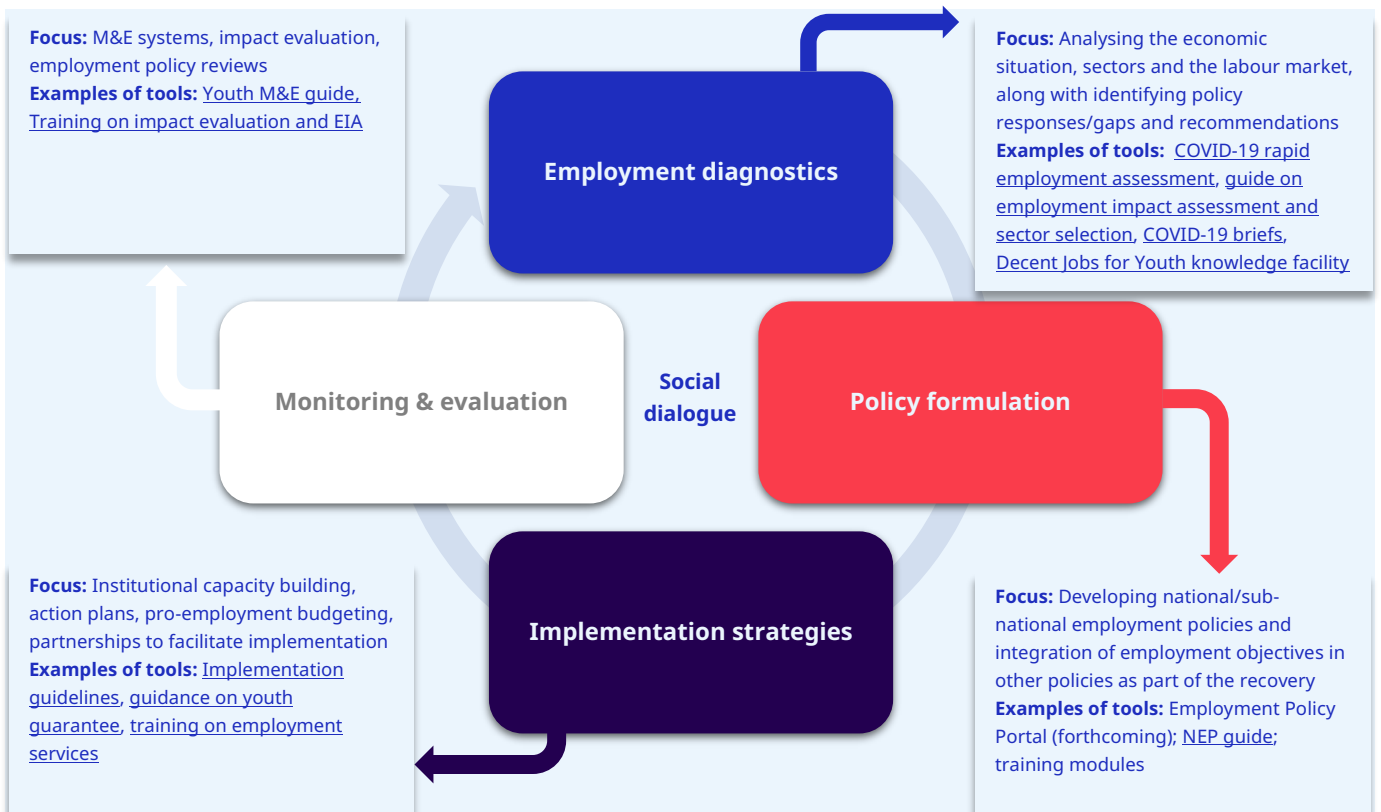 Focus: M&E systems, impact evaluation,
employment policy reviews
Examples of tools: Youth M&E guide,
Training on impact evaluation and EIA
Employment diagnostics
Focus: Analysing the economic
situation, sectors and the labour market,
along with identifying policy
responses/gaps and recommendations
Examples of tools: COVID-19 rapid
employment assessment, guide on
employment impact assessment and
sector selection, COVID-19 briefs,
Decent Jobs for Youth knowledge facility
Monitoring & evaluation
Social
dialogue
Policy formulation
Focus: Institutional capacity building,
action plans, pro-employment budgeting,
partnerships to facilitate implementation
Examples of tools: Implementation
guidelines, guidance on youth
guarantee, training on employment
services
Implementation strategies
Focus: Developing national/sub-
national employment policies and
integration of employment objectives in
other policies as part of the recovery
Examples of tools: Employment Policy
Portal (forthcoming); NEP guide;
training modules